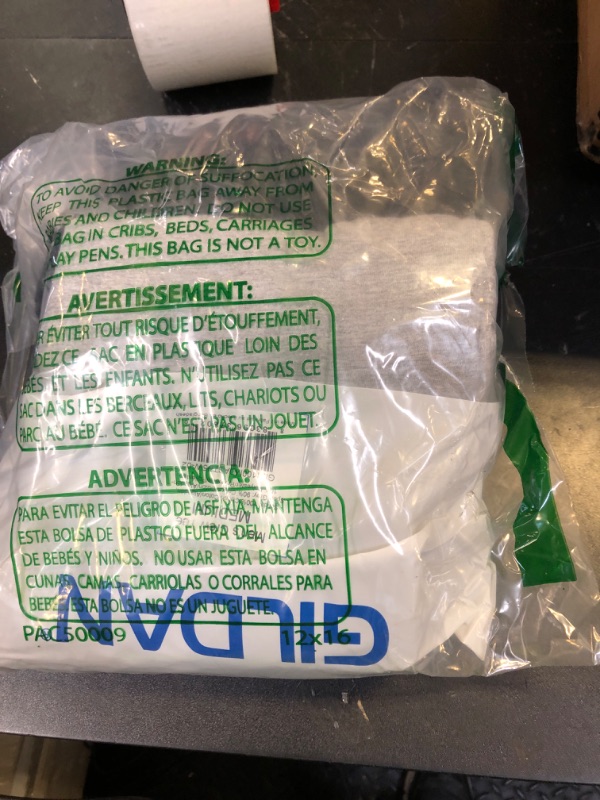 WARNING:
TO AVOID DANGER OF SUFFOCATION,
KEEP THIS PLASTIC BAG AWAY FROM
AND CHILDREN. DO NOT USE
BAG IN CRIBS, BEDS, CARRIAGES
AY PENS. THIS BAG IS NOT A TOY.
AVERTISSEMENT:
R ÉVITER TOUT RISQUE D'ÉTOUFFEMENT,
DEZ CE SAC EN PLASTIQUE LOIN DES
BÉS ET LES ENFANTS. N'UTILISEZ PAS CE
SAC DANS LES BERCEAUX, LITS, CHARIOTS OU
PARC AU BÉBÉ. CE SAC N'EST PAS UN JOUET.
ADVERTENCIA:
PARA EVITAR EL PELIGRO DE ASFIXIA, MANTENGA
ESTA BOLSA DE PLASTICO FUERA DEL ALCANCE
DE BEBÉS Y NIÑOS. NO USAR ESTA BOLSA EN
CUNAS, CAMAS, CARRIOLAS O CORRALES PARA
BEBÉ. ESTA BOLSA NO ES UN JUGUETE.
PAC50009 12x16
GILDAN